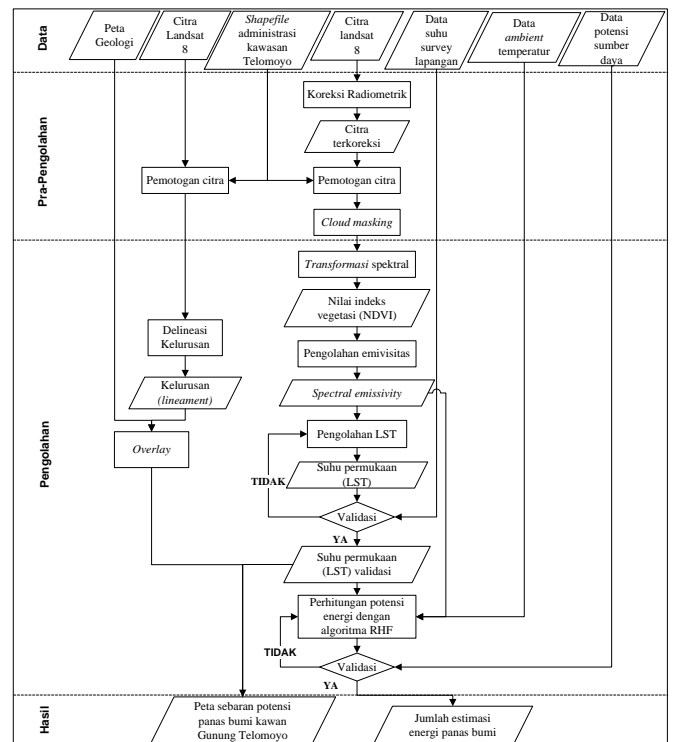 Data
Peta
Geologi
Citra
Landsat
8
Shapefile
administrasi
kawasan
Telomoyo
Citra
landsat
8
Data
suhu
survey
lapangan
Data
ambient
temperatur
Data
potensi
sumber
daya
Pra-Pengolahan
Koreksi Radiometrik
Citra
terkoreksi
Pemotogan citra
Pemotogan citra
Cloud masking
Pengolahan
Transformasi spektral
Nilai indeks
vegetasi (NDVI)
Delineasi
Kelurusan
Pengolahan emivisitas
Kelurusan
(lineament)
Spectral emissivity
Overlay
Pengolahan LST
Suhu permukaan
(LST)
TIDAK
Validasi
YA
Suhu permukaan
(LST) validasi
Perhitungan potensi
energi dengan
algoritma RHF
TIDAK
Validasi
YA
Hasil
Peta sebaran potensi
panas bumi kawan
Gunung Telomoyo
Jumlah estimasi
energi panas bumi